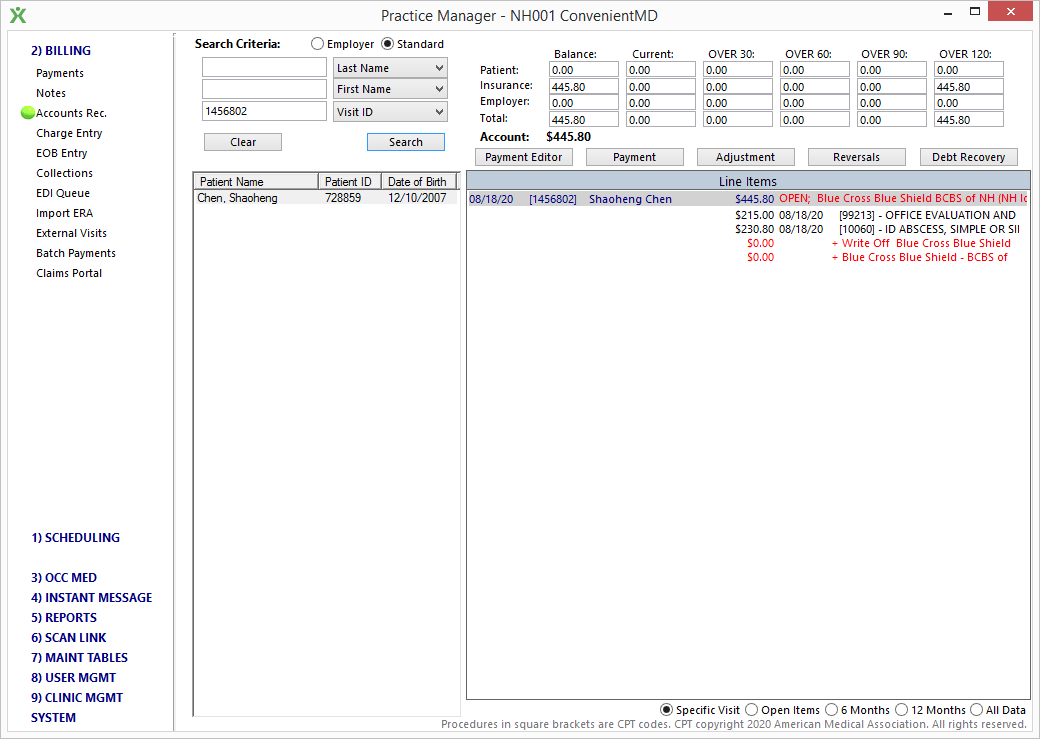 Practice Manager - NH001 ConvenientMD
2) BILLING
Payments
Notes
Accounts Rec.
Charge Entry
EOB Entry
Collections
EDI Queue
Import ERA
External Visits
Batch Payments
Claims Portal
1) SCHEDULING
3) OCC MED
4) INSTANT MESSAGE
5) REPORTS
6) SCAN LINK
7) MAINT TABLES
8) USER MGMT
9) CLINIC MGMT
SYSTEM
Search Criteria: Employer Standard
Last Name
First Name
1456802 Visit ID
Clear Search
Patient Name Patient ID Date of Birth
Chen, Shaoheng 728859 12/10/2007
Balance: Current: OVER 30: OVER 60: OVER 90: OVER 120:
Patient: 0.00 0.00 0.00 0.00 0.00 0.00
Insurance: 445.80 0.00 0.00 0.00 0.00 445.80
Employer: 0.00 0.00 0.00 0.00 0.00 0.00
Total: 445.80 0.00 0.00 0.00 0.00 445.80
Account: $445.80
Payment Editor Payment Adjustment Reversals Debt Recovery
Line Items
08/18/20 [1456802] Shaoheng Chen $445.80 OPEN; Blue Cross Blue Shield BCBS of NH (NH lo
$215.00 08/18/20 [99213] - OFFICE EVALUATION AND
$230.80 08/18/20 [10060] - ID ABSCESS, SIMPLE OR SI
$0.00 + Write Off Blue Cross Blue Shield
$0.00 + Blue Cross Blue Shield - BCBS of
Specific Visit Open Items 6 Months 12 Months All Data
Procedures in square brackets are CPT codes. CPT copyright 2020 American Medical Association. All rights reserved.